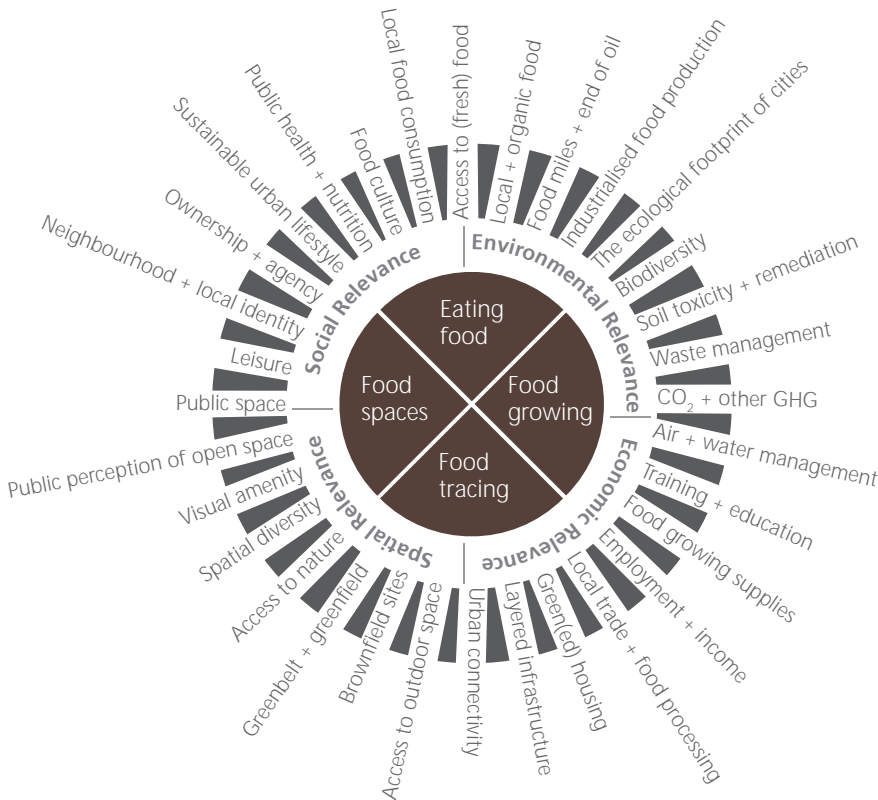 Eating
food
Food
growing
Food
tracing
Food
spaces
Environmental Relevance
Economic Relevance
Spatial Relevance
Social Relevance
Access to (fresh) food
Local + organic food
Food miles + end of oil
Industrialised food production
The ecological footprint of cities
Biodiversity
Soil toxicity + remediation
Waste management
CO₂ + other GHG
Air + water management
Training + education
Food growing supplies
Employment + income
Local trade + food processing
Green(ed) housing
Layered infrastructure
Urban connectivity
Access to outdoor space
Brownfield sites
Greenbelt + greenfield
Access to nature
Spatial diversity
Visual amenity
Public perception of open space
Public space
Leisure
Neighbourhood + local identity
Ownership
+ agency
Sustainable urban lifestyle
Public health + nutrition
Food culture
Local food consumption